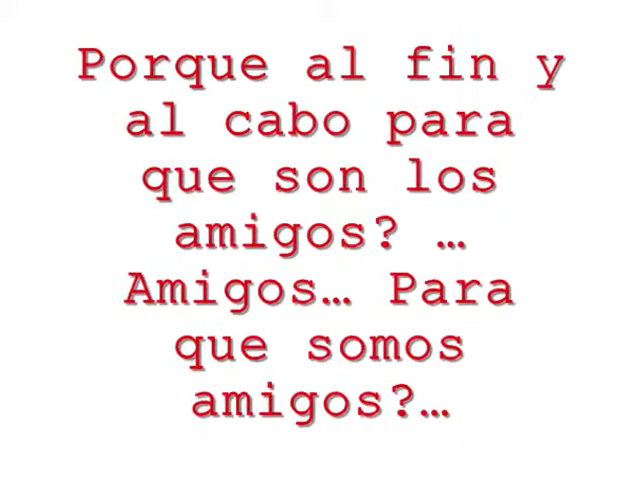 Porque al fin y
al cabo para
que son los
amigos? …
Amigos… Para
que somos
amigos?…